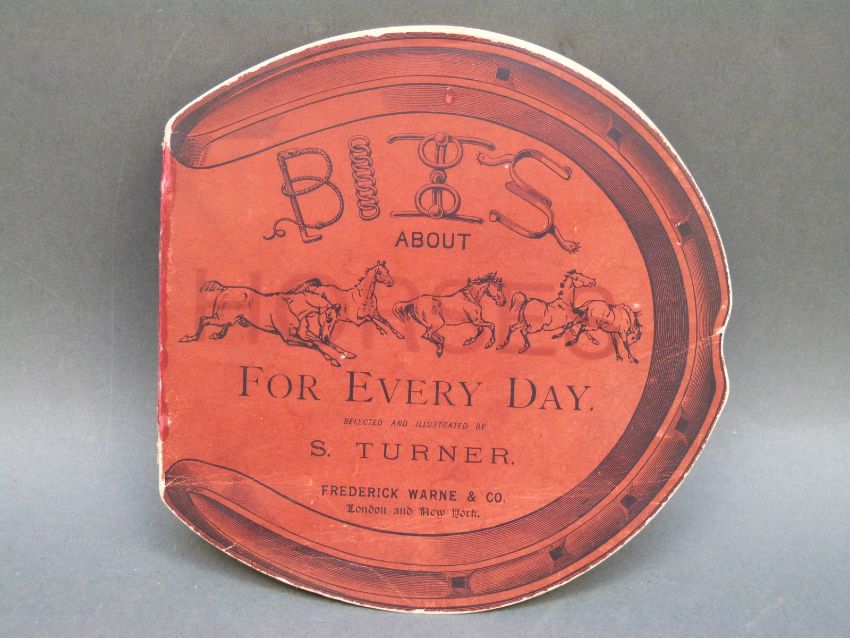 BITS
ABOUT
HORSES
FOR EVERY DAY.
SELECTED AND ILLUSTRATED BY
S. TURNER.
FREDERICK WARNE & CO.
London and New York.